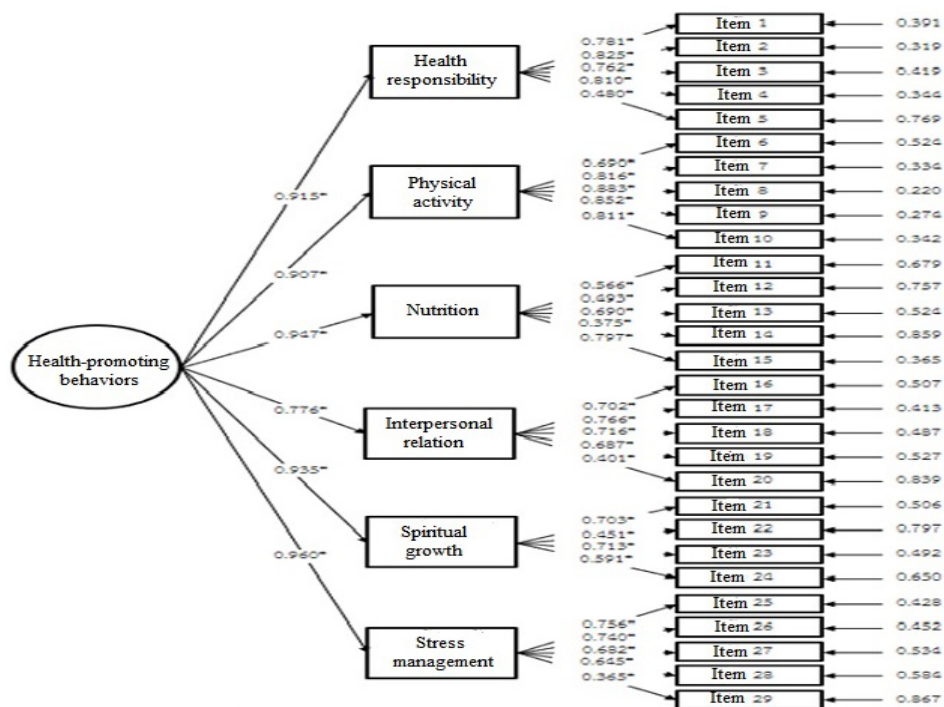 Health-promoting
behaviors
0.915*
0.907*
0.947*
0.776*
0.935*
0.960*
Health
responsibility
0.781*
0.825*
0.762*
0.810*
0.480*
Item 1
0.391
Item 2
0.319
Item 3
0.419
Item 4
0.344
Item 5
0.769
Physical
activity
0.690*
0.816*
0.883*
0.852*
0.811*
Item 6
0.524
Item 7
0.334
Item 8
0.220
Item 9
0.274
Item 10
0.342
Nutrition
0.566*
0.493*
0.690*
0.375*
0.797*
Item 11
0.679
Item 12
0.757
Item 13
0.524
Item 14
0.859
Item 15
0.365
Interpersonal
relation
0.702*
0.766*
0.716*
0.687*
0.401*
Item 16
0.507
Item 17
0.413
Item 18
0.487
Item 19
0.527
Item 20
0.839
Spiritual
growth
0.703*
0.451*
0.713*
0.591*
Item 21
0.506
Item 22
0.797
Item 23
0.492
Item 24
0.650
Stress
management
0.756*
0.740*
0.682*
0.645*
0.365*
Item 25
0.428
Item 26
0.452
Item 27
0.534
Item 28
0.584
Item 29
0.867